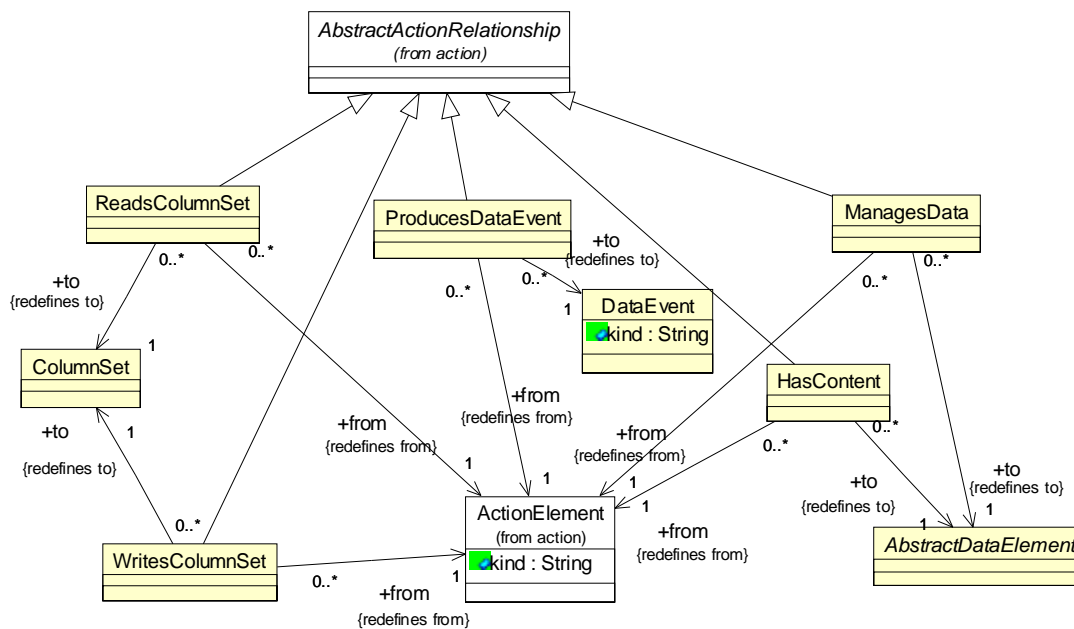 AbstractActionRelationship
(from action)
ReadsColumnSet
ProducesDataEvent
ManagesData
0..*
0..*
+to
{redefines to}
0..*
0..*
+to
{redefines to}
0..*
0..*
1
DataEvent
kind : String
1
ColumnSet
HasContent
+to
1
{redefines to}
+from
{redefines from}
+from
{redefines from}
+from
{redefines from}
0..*
0..*
1
1
1
1
+to
{redefines to}
+to
{redefines to}
1
1
ActionElement
(from action)
kind : String
+from
{redefines from}
AbstractDataElement
0..*
WritesColumnSet
0..*
1
+from
{redefines from}